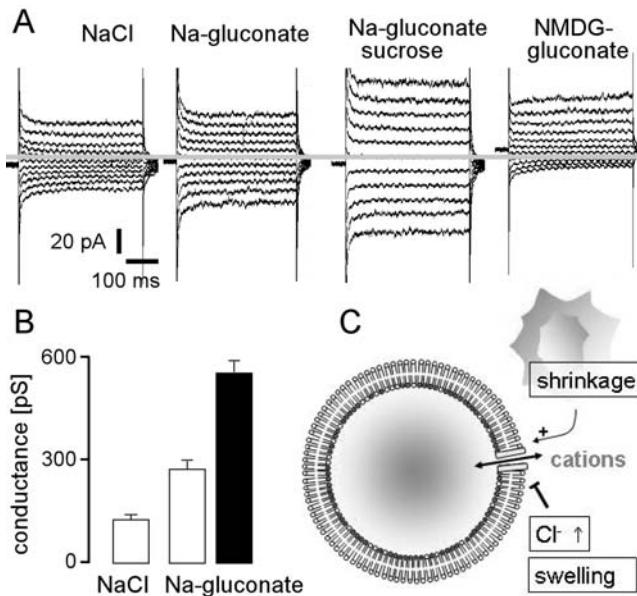 A
NaCl
Na-gluconate
Na-gluconate
sucrose
NMDG-
gluconate
20 pA
100 ms
B
conductance [pS]
600
300
0
NaCl
Na-gluconate
C
shrinkage
+
cations
Cl⁻ ↑
swelling